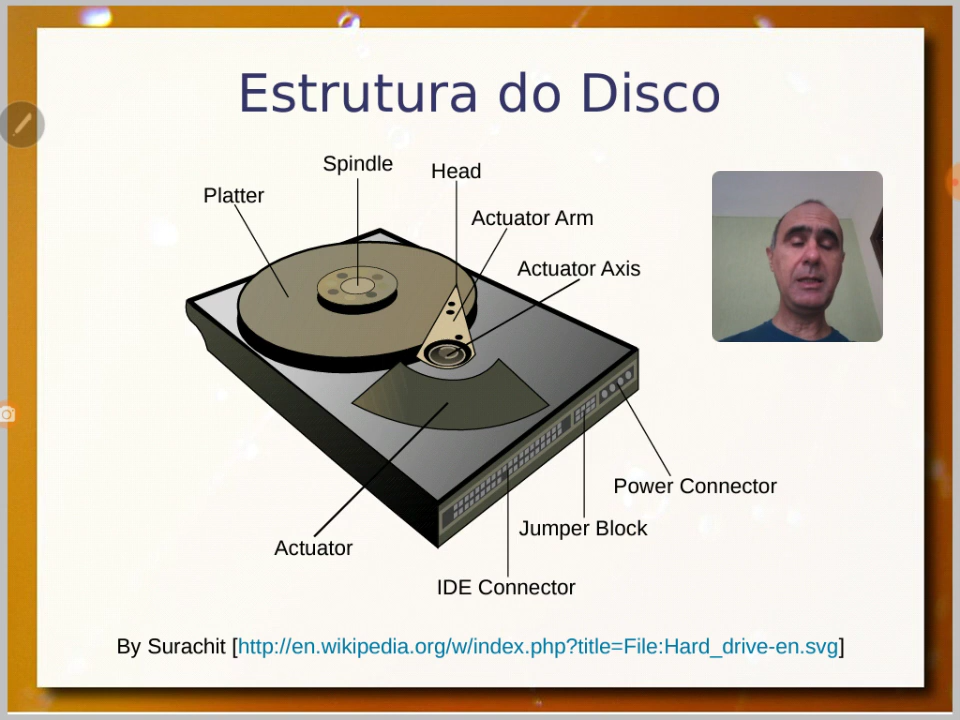 Estrutura do Disco
Spindle
Head
Platter
Actuator Arm
Actuator Axis
Power Connector
Jumper Block
Actuator
IDE Connector
By Surachit [http://en.wikipedia.org/w/index.php?title=File:Hard_drive-en.svg]